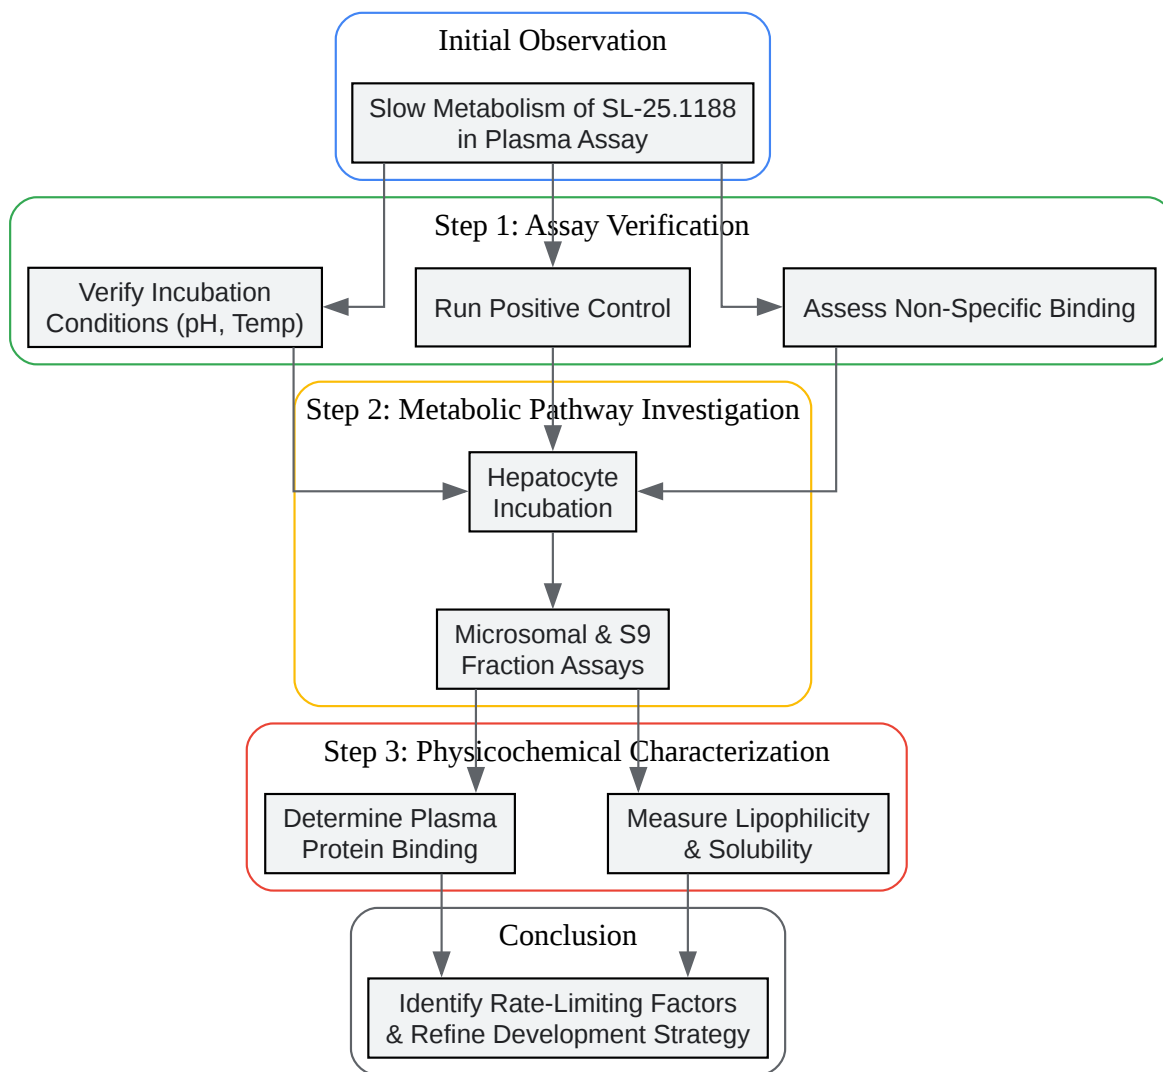 Initial Observation
Slow Metabolism of SL-25.1188
in Plasma Assay
Step 1: Assay Verification
Verify Incubation
Conditions (pH, Temp)
Run Positive Control
Assess Non-Specific Binding
Step 2: Metabolic Pathway Investigation
Hepatocyte
Incubation
Microsomal & S9
Fraction Assays
Step 3: Physicochemical Characterization
Determine Plasma
Protein Binding
Measure Lipophilicity
& Solubility
Conclusion
Identify Rate-Limiting Factors
& Refine Development Strategy